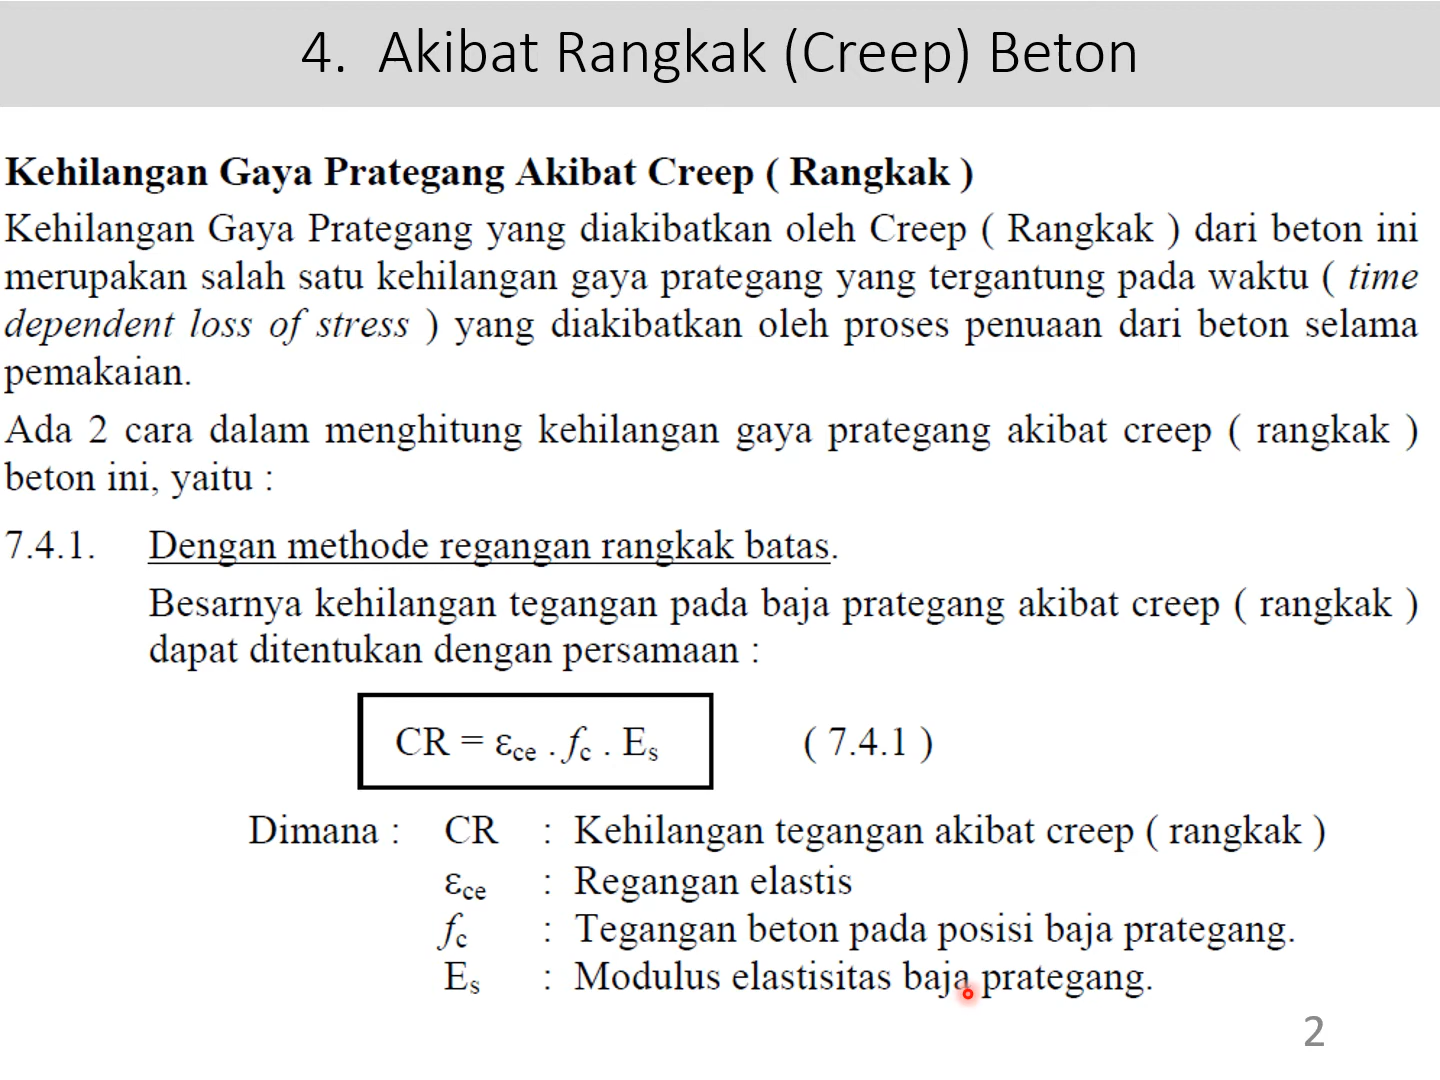 4. Akibat Rangkak (Creep) Beton
Kehilangan Gaya Prategang Akibat Creep ( Rangkak )
Kehilangan Gaya Prategang yang diakibatkan oleh Creep ( Rangkak ) dari beton ini
merupakan salah satu kehilangan gaya prategang yang tergantung pada waktu ( time
dependent loss of stress ) yang diakibatkan oleh proses penuaan dari beton selama
pemakaian.
Ada 2 cara dalam menghitung kehilangan gaya prategang akibat creep ( rangkak )
beton ini, yaitu :
7.4.1. Dengan methode regangan rangkak batas.
Besarnya kehilangan tegangan pada baja prategang akibat creep ( rangkak )
dapat ditentukan dengan persamaan :
CR = εce . fc . Es ( 7.4.1 )
Dimana : CR : Kehilangan tegangan akibat creep ( rangkak )
εce : Regangan elastis
fc : Tegangan beton pada posisi baja prategang.
Es : Modulus elastisitas baja prategang.
2